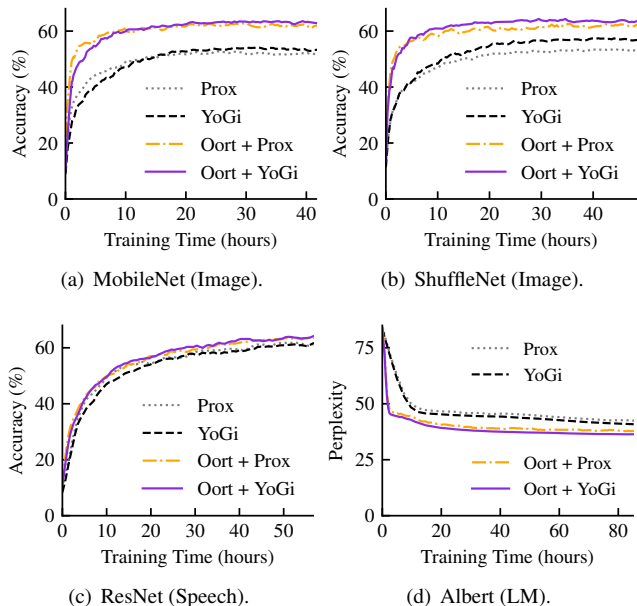 60
40
20
0
Accuracy (%)
Prox
YoGi
Oort + Prox
Oort + YoGi
0 10 20 30 40
Training Time (hours)
(a) MobileNet (Image).
60
40
20
0
Accuracy (%)
Prox
YoGi
Oort + Prox
Oort + YoGi
0 10 20 30 40
Training Time (hours)
(b) ShuffleNet (Image).
60
40
20
0
Accuracy (%)
Prox
YoGi
Oort + Prox
Oort + YoGi
0 10 20 30 40 50
Training Time (hours)
(c) ResNet (Speech).
75
50
25
0
Perplexity
Prox
YoGi
Oort + Prox
Oort + YoGi
0 20 40 60 80
Training Time (hours)
(d) Albert (LM).